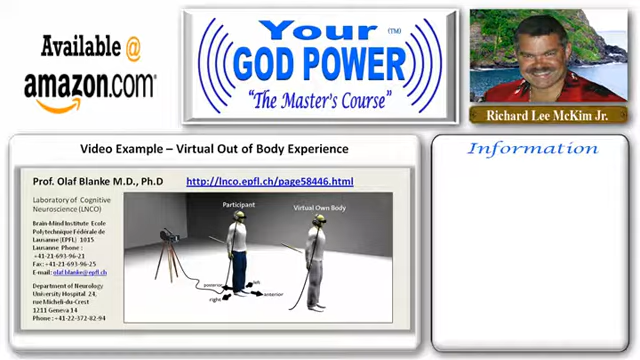 Available @
amazon.com
Your (TM)
GOD POWER
"The Master's Course"
Richard Lee McKim Jr.
Video Example – Virtual Out of Body Experience
Prof. Olaf Blanke M.D., Ph.D
http://lnco.epfl.ch/page58446.html
Laboratory of Cognitive
Neuroscience (LNCO)
Brain-Mind Institute Ecole
Polytechnique Fédérale de
Lausanne (EPFL) 1015
Lausanne Phone :
+41-21-693-96-21
Fax: +41-21-693-96-25
E-mail: olaf.blanke@epfl.ch
Department of Neurology
University Hospital 24,
rue Micheli-du-Crest
1211 Geneva 14
Phone : +41-22-372-82-94
Participant
Virtual Own Body
posterior
left
right
anterior
Information